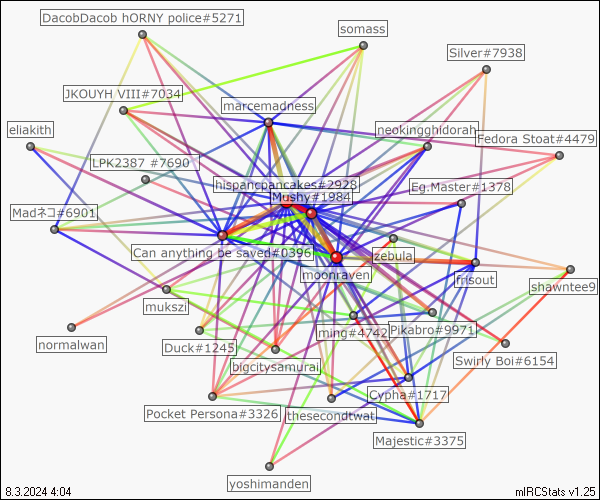 DacobDacob hORNY police#5271
somass
Silver#7938
JKOUYH VIII#7034
marcemadness
eliakith
neokingghidorah
Fedora Stoat#4479
LPK2387 #7690
hispancpancakes#2928
Eg.Master#1378
Mushy#1984
Madネコ#6901
Can anything be saved#0396
zebula
moonraven
frisout
shawntee9
mukszi
ming#4742
Pikabro#9971
normalwan
Duck#1245
bigcitysamurai
Swirly Boi#6154
Cypha#1717
Pocket Persona#3326
thesecondtwat
Majestic#3375
yoshimanden
8.3.2024 4:04
mIRCStats v1.25